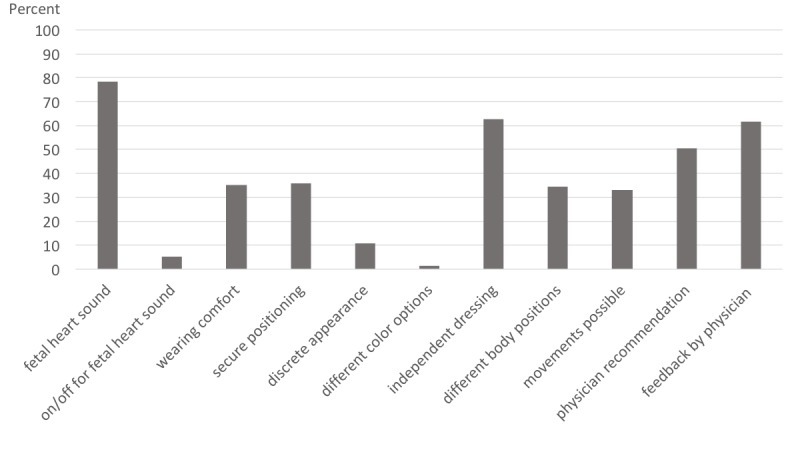 Percent
100
90
80
70
60
50
40
30
20
10
0
fetal heart sound
on/off for fetal heart sound
wearing comfort
secure positioning
discrete appearance
different color options
independent dressing
different body positions
movements possible
physician recommendation
feedback by physician